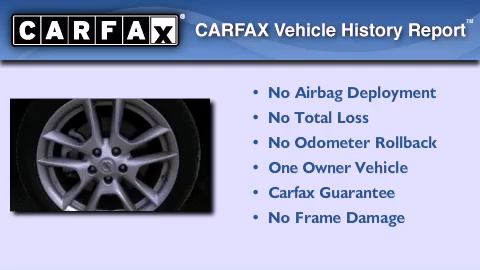 CARFAX® CARFAX Vehicle History Report™
• No Airbag Deployment
• No Total Loss
• No Odometer Rollback
• One Owner Vehicle
• Carfax Guarantee
• No Frame Damage